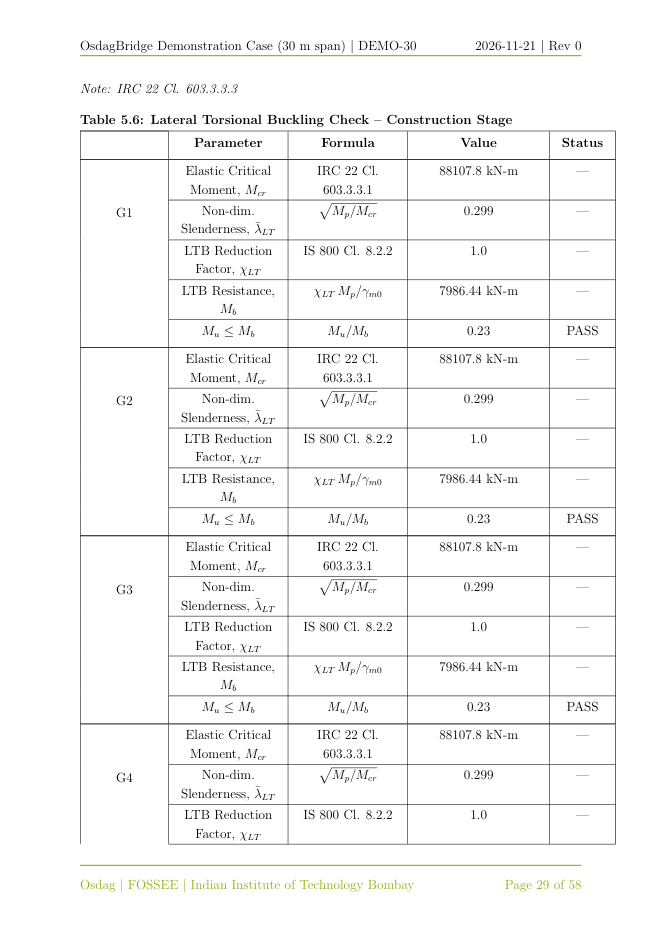 OsdagBridge Demonstration Case (30 m span) | DEMO-30 2026-11-21 | Rev 0
Note: IRC 22 Cl. 603.3.3.3
Table 5.6: Lateral Torsional Buckling Check – Construction Stage
Parameter Formula Value Status
G1
Elastic Critical Moment, M_cr IRC 22 Cl. 603.3.3.1 88107.8 kN-m —
Non-dim. Slenderness, λ̄_LT √M_p/M_cr 0.299 —
LTB Reduction Factor, χ_LT IS 800 Cl. 8.2.2 1.0 —
LTB Resistance, M_b χ_LT M_p/γ_m0 7986.44 kN-m —
M_u ≤ M_b M_u/M_b 0.23 PASS
G2
Elastic Critical Moment, M_cr IRC 22 Cl. 603.3.3.1 88107.8 kN-m —
Non-dim. Slenderness, λ̄_LT √M_p/M_cr 0.299 —
LTB Reduction Factor, χ_LT IS 800 Cl. 8.2.2 1.0 —
LTB Resistance, M_b χ_LT M_p/γ_m0 7986.44 kN-m —
M_u ≤ M_b M_u/M_b 0.23 PASS
G3
Elastic Critical Moment, M_cr IRC 22 Cl. 603.3.3.1 88107.8 kN-m —
Non-dim. Slenderness, λ̄_LT √M_p/M_cr 0.299 —
LTB Reduction Factor, χ_LT IS 800 Cl. 8.2.2 1.0 —
LTB Resistance, M_b χ_LT M_p/γ_m0 7986.44 kN-m —
M_u ≤ M_b M_u/M_b 0.23 PASS
G4
Elastic Critical Moment, M_cr IRC 22 Cl. 603.3.3.1 88107.8 kN-m —
Non-dim. Slenderness, λ̄_LT √M_p/M_cr 0.299 —
LTB Reduction Factor, χ_LT IS 800 Cl. 8.2.2 1.0 —
Osdag | FOSSEE | Indian Institute of Technology Bombay Page 29 of 58